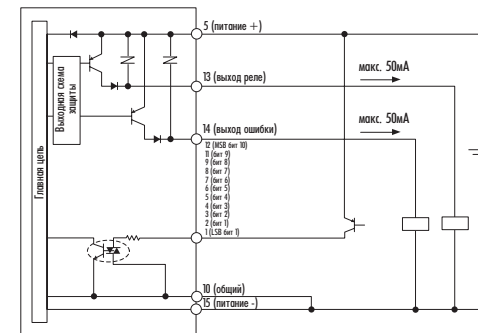 5 (питание +)
13 (выход реле)
макс. 50мА
макс. 50мА
14 (выход ошибки)
12 (MSB бит 10)
11 (бит 9)
9 (бит 8)
8 (бит 7)
7 (бит 6)
6 (бит 5)
5 (бит 4)
4 (бит 3)
3 (бит 2)
2 (бит 1)
1 (LSB бит 1)
10 (общий)
15 (питание -)
Главная цепь
Выходная схема
защиты